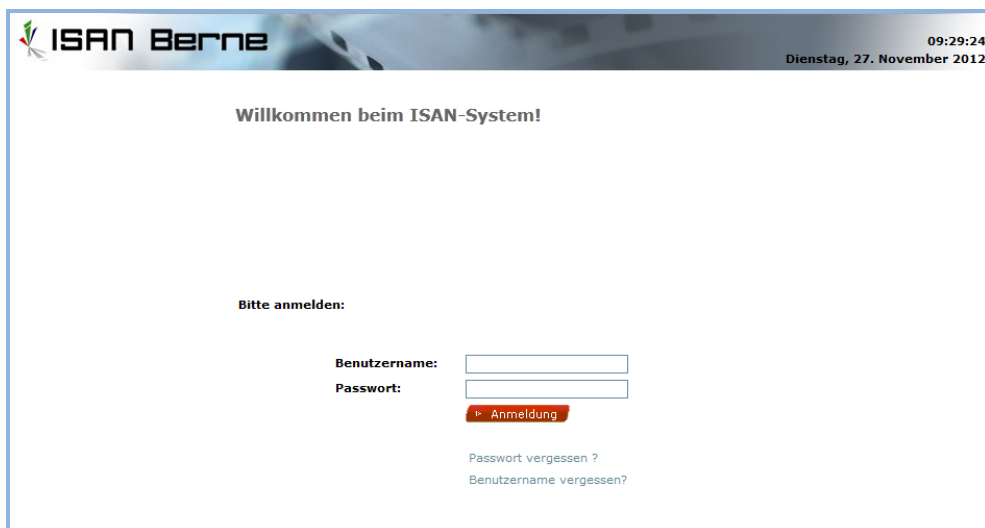 ISAN Berne
09:29:24
Dienstag, 27. November 2012
Willkommen beim ISAN-System!
Bitte anmelden:
Benutzername:
Passwort:
Anmeldung
Passwort vergessen ?
Benutzername vergessen?